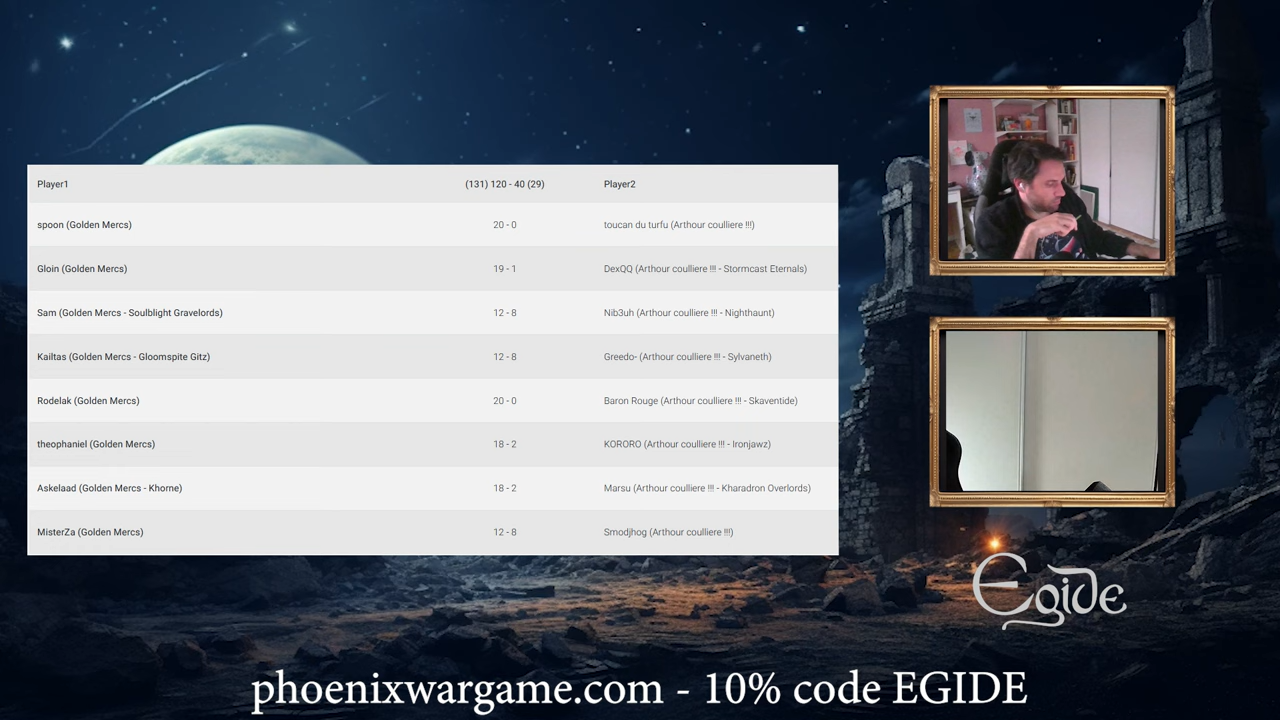 Player1 (131) 120 - 40 (29) Player2
spoon (Golden Mercs) 20 - 0 toucan du turfu (Arthour coulliere !!!)
Gloin (Golden Mercs) 19 - 1 DexQQ (Arthour coulliere !!! - Stormcast Eternals)
Sam (Golden Mercs - Soulblight Gravelords) 12 - 8 Nib3uh (Arthour coulliere !!! - Nighthaunt)
Kailtas (Golden Mercs - Gloomspite Gitz) 12 - 8 Greedo- (Arthour coulliere !!! - Sylvaneth)
Rodelak (Golden Mercs) 20 - 0 Baron Rouge (Arthour coulliere !!! - Skaventide)
theophaniel (Golden Mercs) 18 - 2 KORORO (Arthour coulliere !!! - Ironjawz)
Askelaad (Golden Mercs - Khorne) 18 - 2 Marsu (Arthour coulliere !!! - Kharadron Overlords)
MisterZa (Golden Mercs) 12 - 8 Smodjhog (Arthour coulliere !!!)
Egide
phoenixwargame.com - 10% code EGIDE